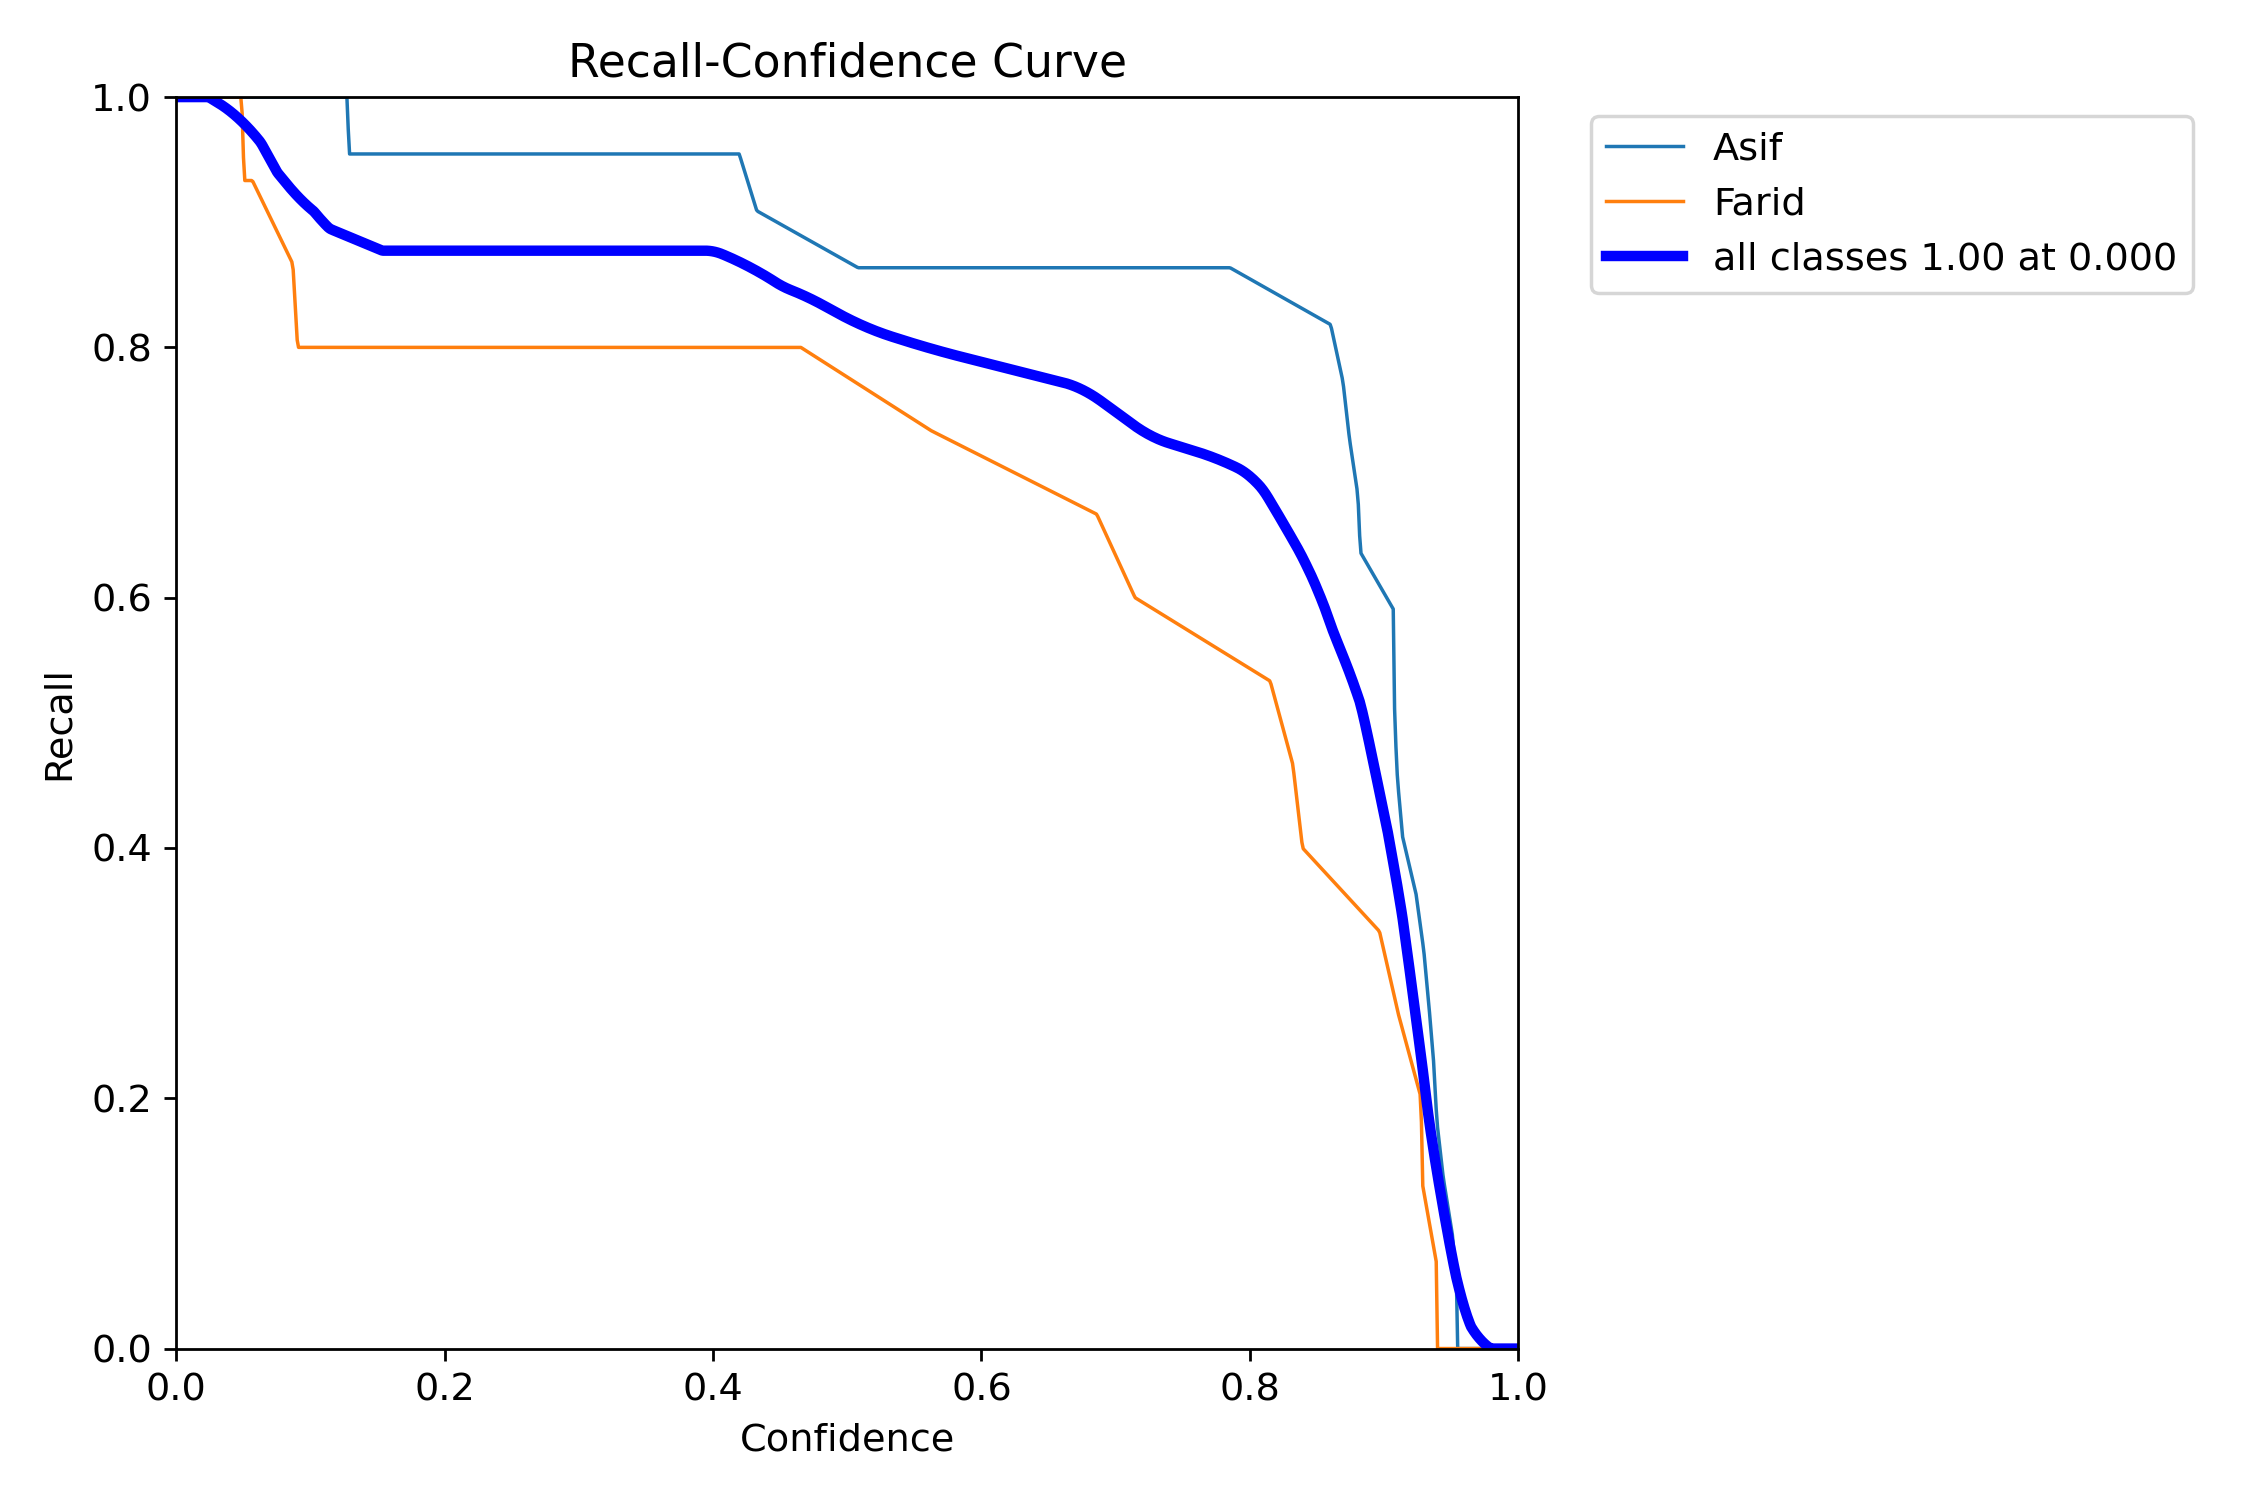 Recall-Confidence Curve
1.0
0.8
0.6
0.4
0.2
0.0
Recall
0.0 0.2 0.4 0.6 0.8 1.0
Confidence
Asif
Farid
all classes 1.00 at 0.000